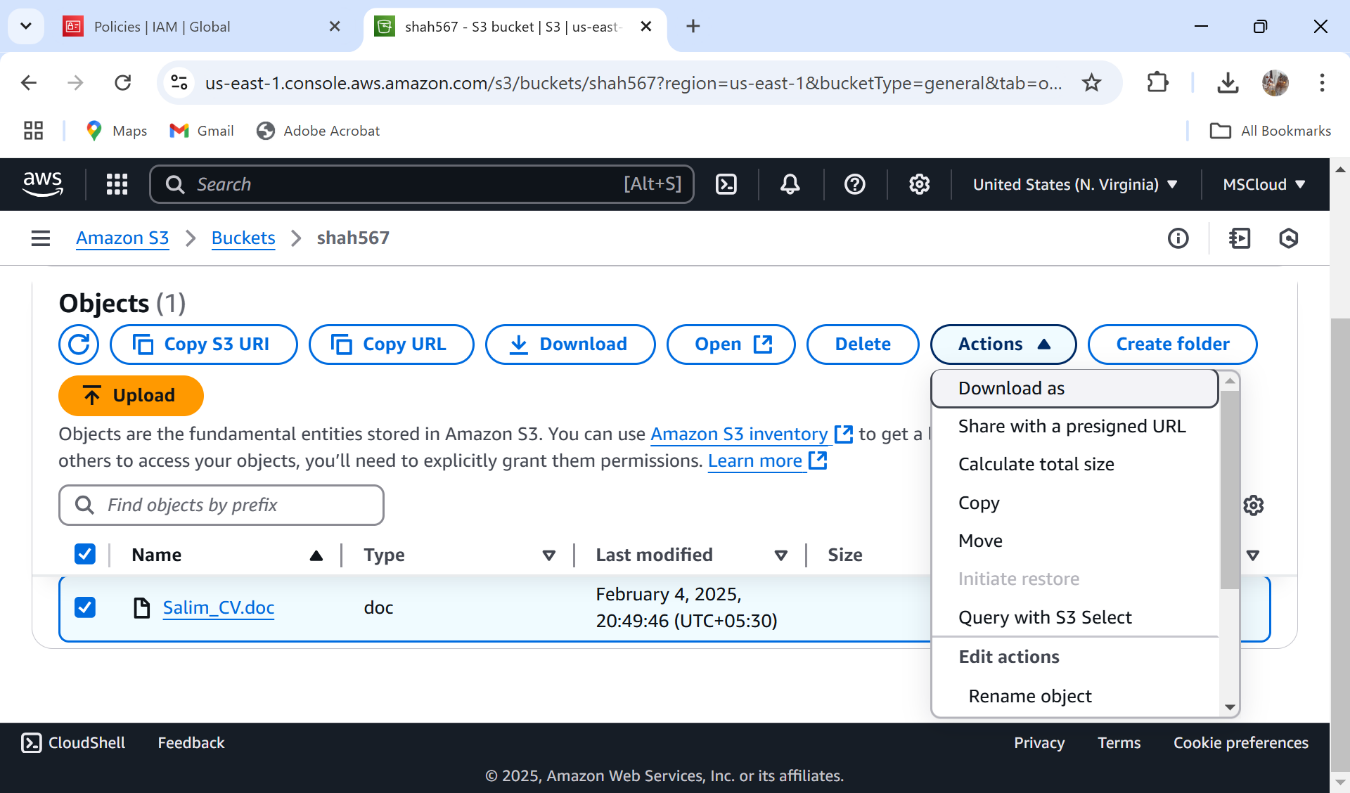 Policies | IAM | Global
shah567 - S3 bucket | S3 | us-east-
us-east-1.console.aws.amazon.com/s3/buckets/shah567?region=us-east-1&bucketType=general&tab=o...
Maps Gmail Adobe Acrobat All Bookmarks
aws Search [Alt+S] United States (N. Virginia) MSCloud
Amazon S3 Buckets shah567
Objects (1)
Copy S3 URI Copy URL Download Open Delete Actions Create folder
Upload
Objects are the fundamental entities stored in Amazon S3. You can use Amazon S3 inventory to get a
others to access your objects, you'll need to explicitly grant them permissions. Learn more
Find objects by prefix
Name Type Last modified Size
Salim_CV.doc doc February 4, 2025,
20:49:46 (UTC+05:30)
Download as
Share with a presigned URL
Calculate total size
Copy
Move
Initiate restore
Query with S3 Select
Edit actions
Rename object
CloudShell Feedback Privacy Terms Cookie preferences
© 2025, Amazon Web Services, Inc. or its affiliates.